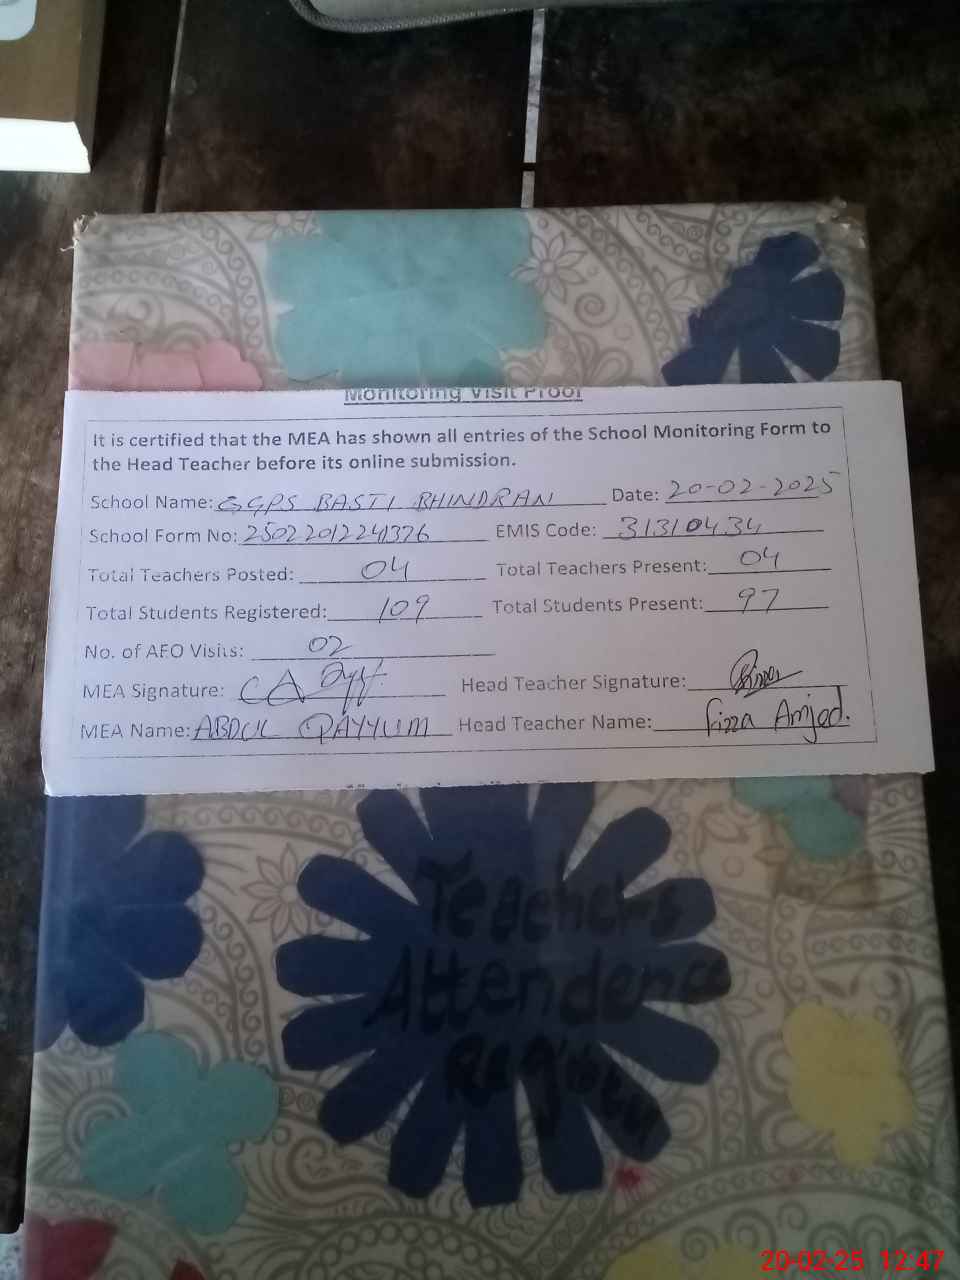 Monitoring Visit Proof
It is certified that the MEA has shown all entries of the School Monitoring Form to
the Head Teacher before its online submission.
School Name: GGPS BASTI BHINDRAN Date: 20-02-2025
School Form No: 25022012241376 EMIS Code: 31310434
Total Teachers Posted: 04 Total Teachers Present: 04
Total Students Registered: 109 Total Students Present: 97
No. of AFO Visits: 02
MEA Signature: Head Teacher Signature:
MEA Name: ABDUL QAYYUM Head Teacher Name: Fizza Amjed.
Teachers
Attendence
Register
20-02-25 12:47